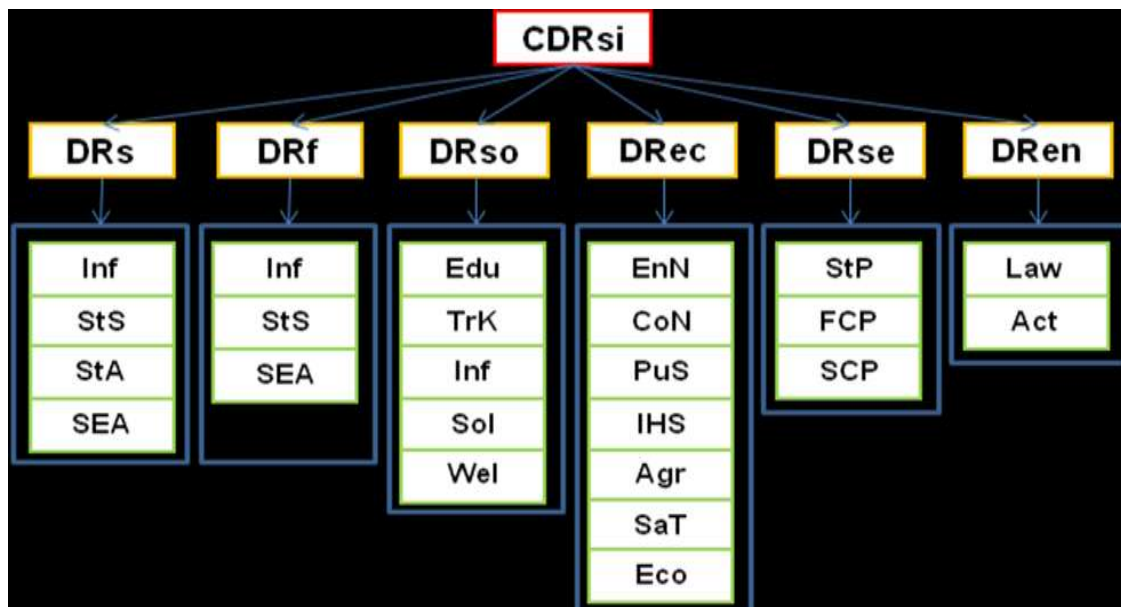 CDRsi
DRs DRf DRso DRec DRse DRen
Inf Inf Edu EnN StP Law
StS StS TrK CoN FCP Act
StA SEA Inf PuS SCP
SEA Sol IHS
Wel Agr
SaT
Eco